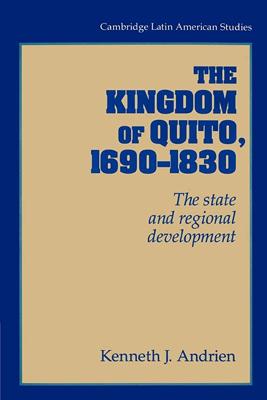 Cambridge Latin American Studies
THE
KINGDOM
OF QUITO,
1690–1830
The state
and regional
development
Kenneth J. Andrien